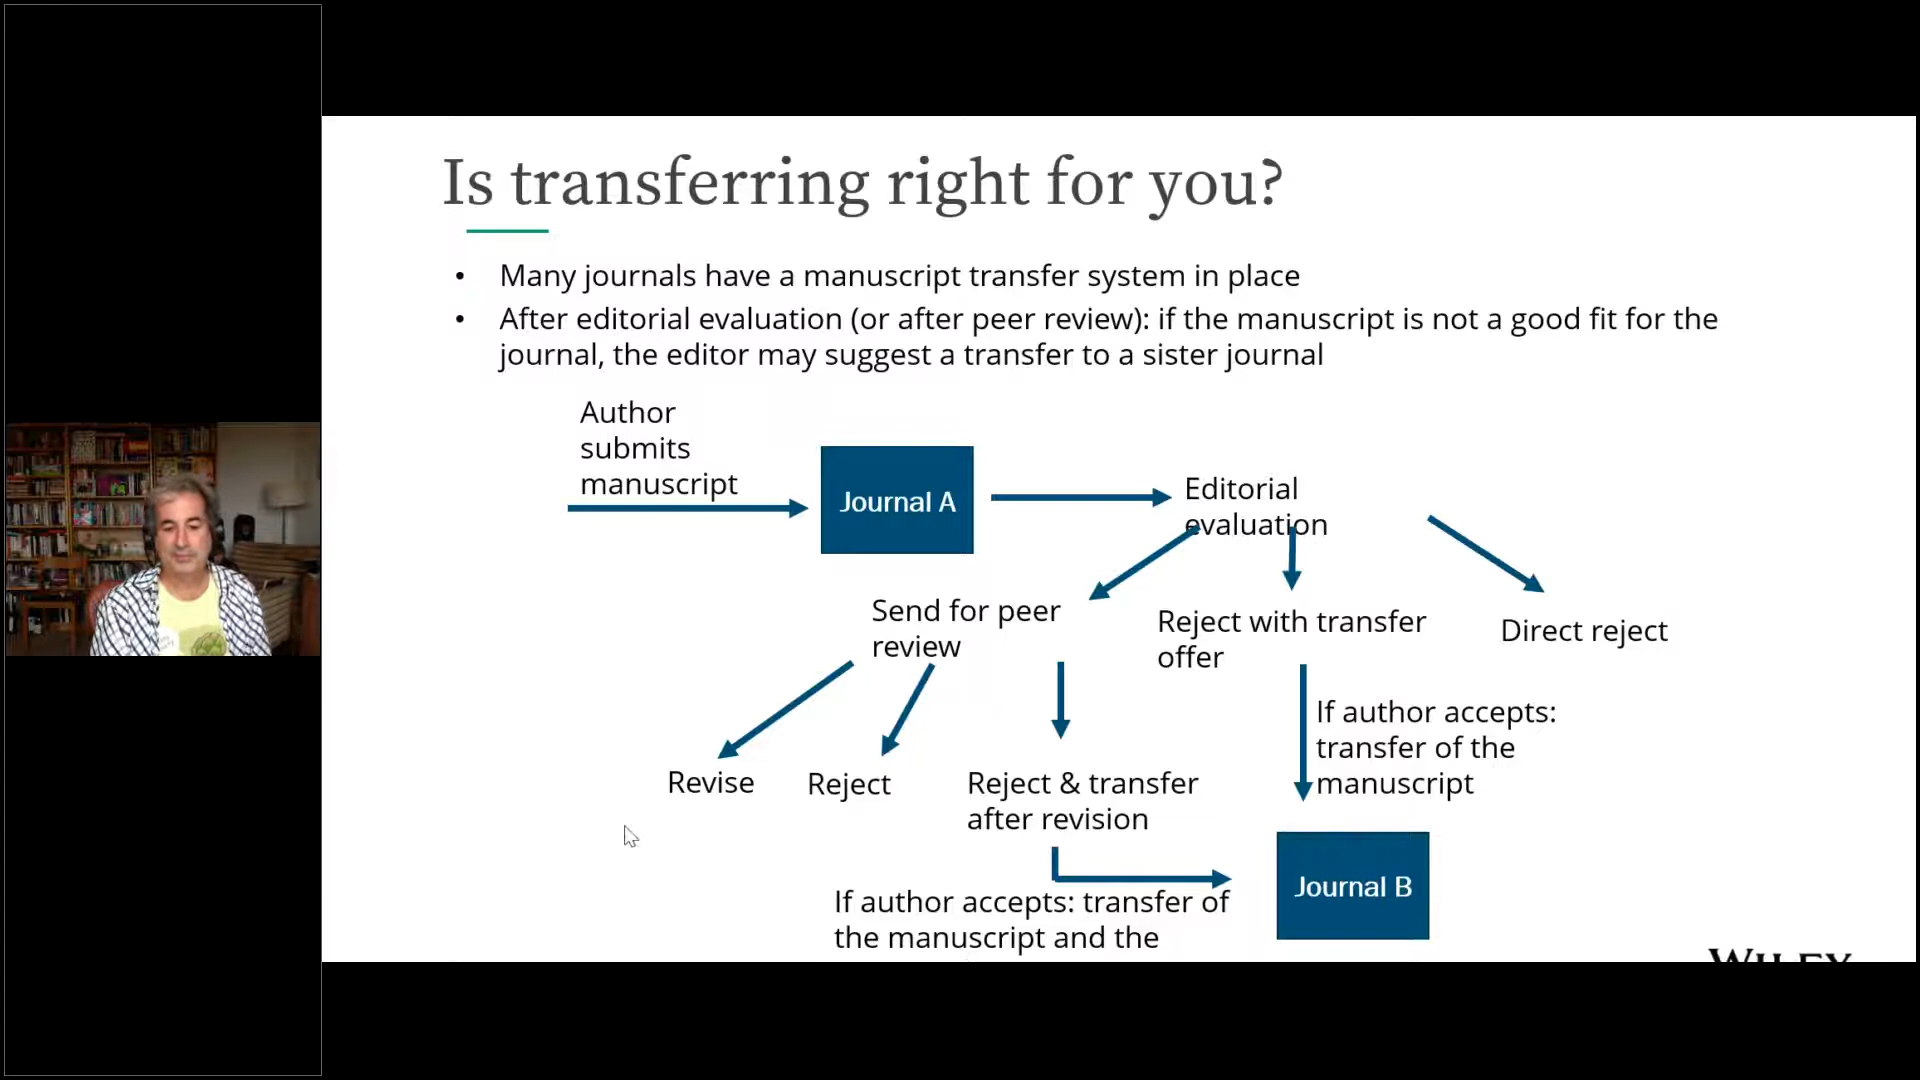 Is transferring right for you?
• Many journals have a manuscript transfer system in place
• After editorial evaluation (or after peer review): if the manuscript is not a good fit for the
journal, the editor may suggest a transfer to a sister journal
Author
submits
manuscript
Journal A
Editorial
evaluation
Send for peer
review
Reject with transfer
offer
Direct reject
If author accepts:
transfer of the
manuscript
Revise
Reject
Reject & transfer
after revision
Journal B
If author accepts: transfer of
the manuscript and the
WILEY